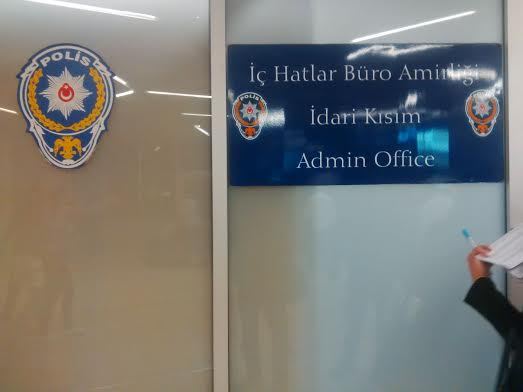 POLİS
İç Hatlar Büro Amirliği
İdari Kısım
Admin Office